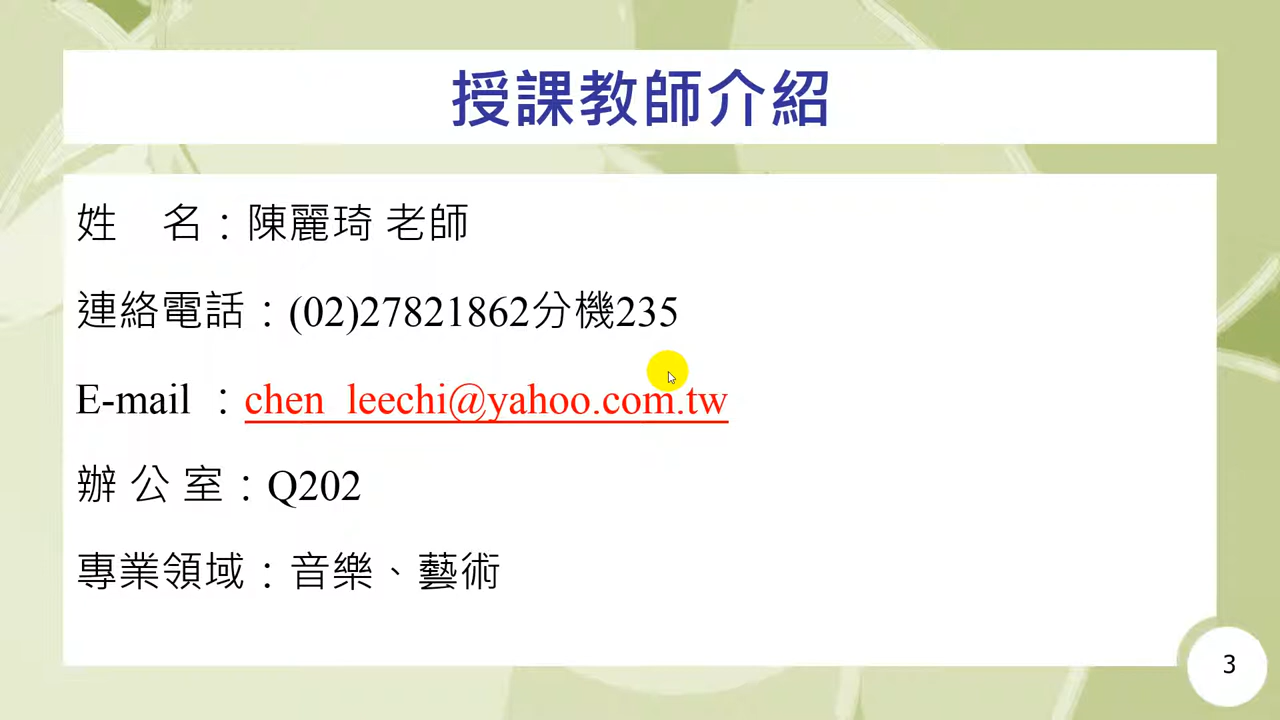 授課教師介紹
姓　名：陳麗琦 老師
連絡電話：(02)27821862分機235
E-mail ：chen_leechi@yahoo.com.tw
辦 公 室：Q202
專業領域：音樂、藝術
3